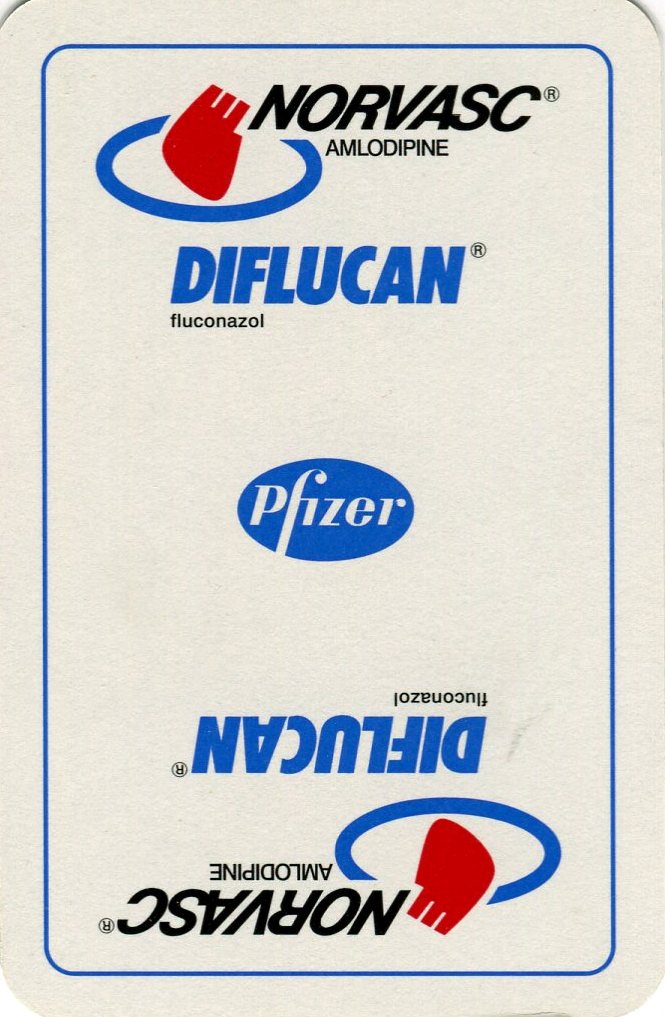 NORVASC®
AMLODIPINE
DIFLUCAN®
fluconazol
Pfizer
fluconazol
DIFLUCAN®
AMLODIPINE
NORVASC®